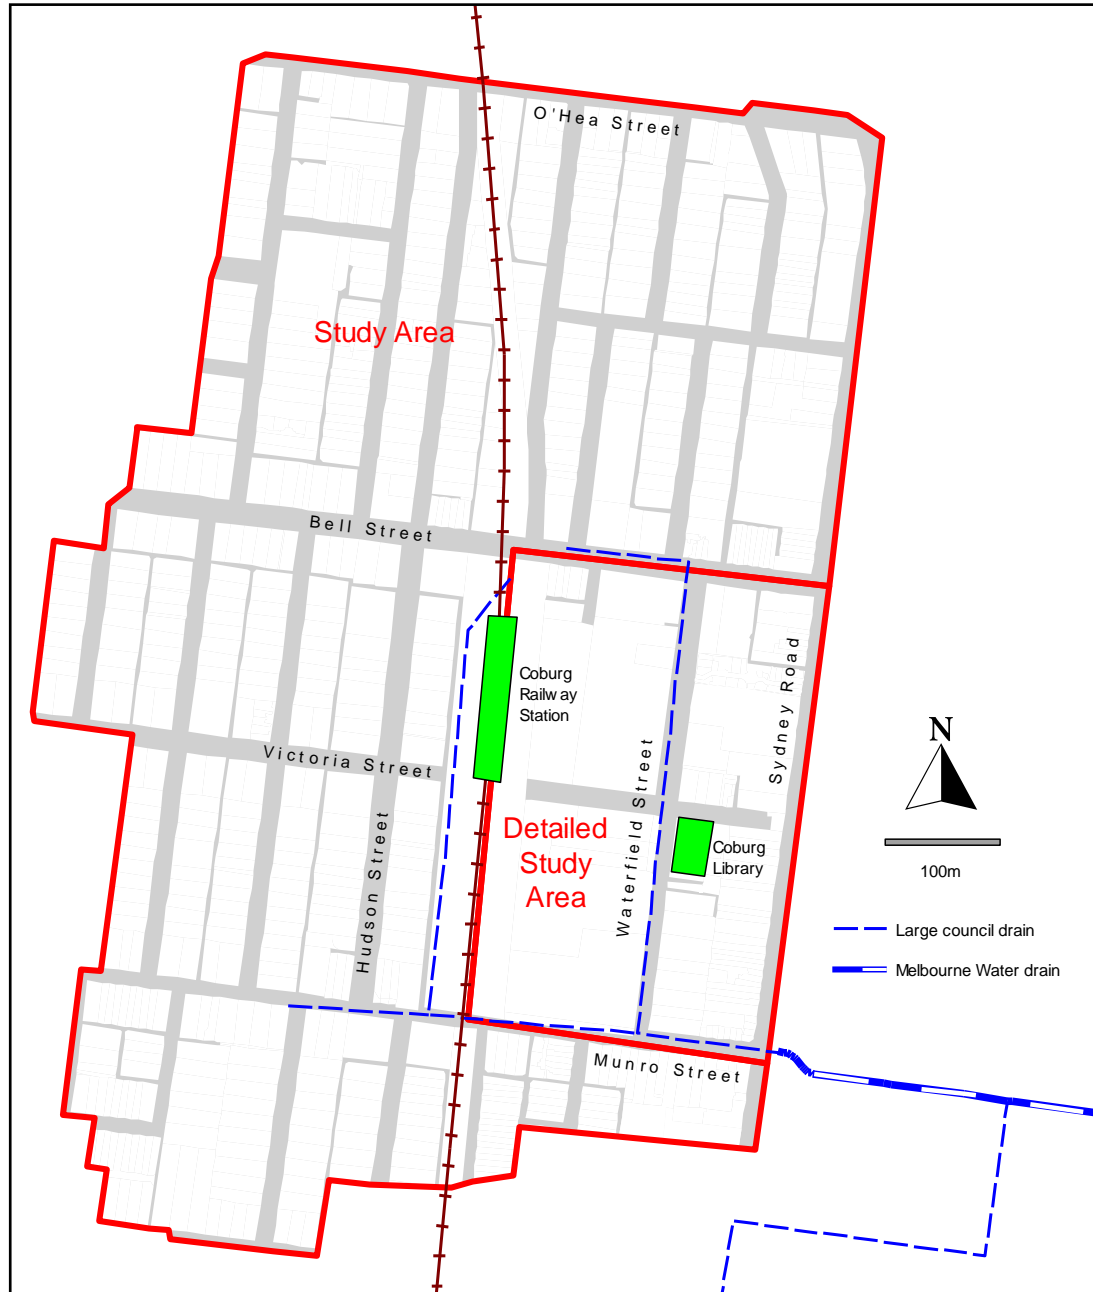 O'Hea Street
Study Area
Bell Street
Coburg
Railway
Station
Sydney Road
N
Victoria Street
Waterfield Street
Hudson Street
Detailed
Study
Area
Coburg
Library
100m
Large council drain
Melbourne Water drain
Munro Street